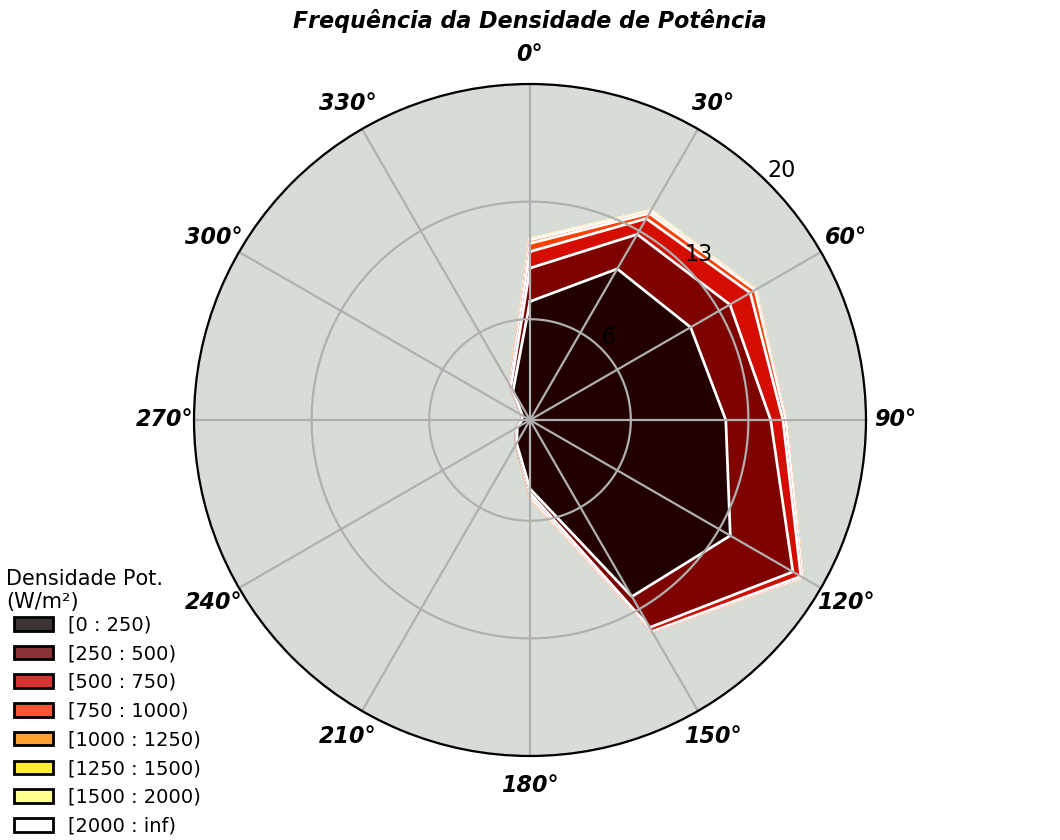 Frequência da Densidade de Potência
0°
330°
30°
20
300°
60°
13
6
270°
90°
Densidade Pot.
(W/m²)
240°
120°
[0 : 250)
[250 : 500)
[500 : 750)
[750 : 1000)
210°
150°
[1000 : 1250)
[1250 : 1500)
180°
[1500 : 2000)
[2000 : inf)